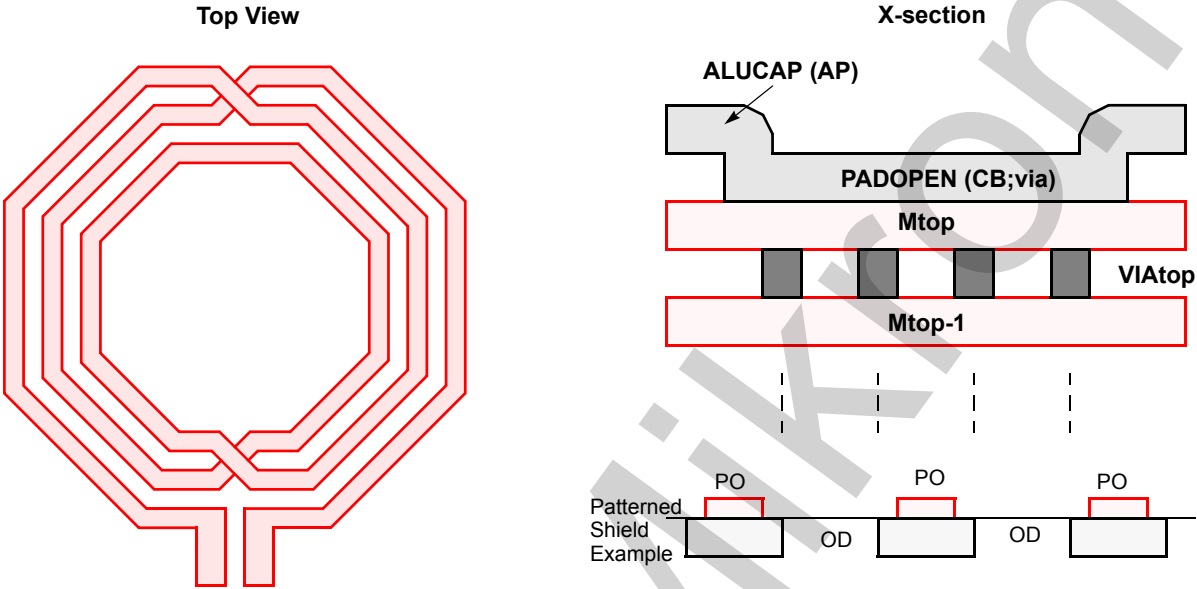 Top View
X-section
ALUCAP (AP)
PADOPEN (CB;via)
Mtop
VIAtop
Mtop-1
PO
PO
PO
Patterned
Shield
Example
OD
OD
Mikron